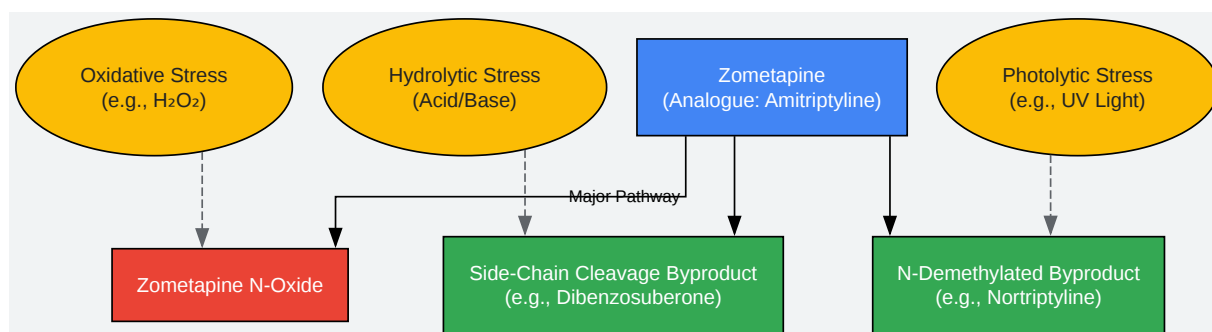 Oxidative Stress
(e.g., H₂O₂)
Hydrolytic Stress
(Acid/Base)
Zometapine
(Analogue: Amitriptyline)
Photolytic Stress
(e.g., UV Light)
Major Pathway
Zometapine N-Oxide
Side-Chain Cleavage Byproduct
(e.g., Dibenzosuberone)
N-Demethylated Byproduct
(e.g., Nortriptyline)